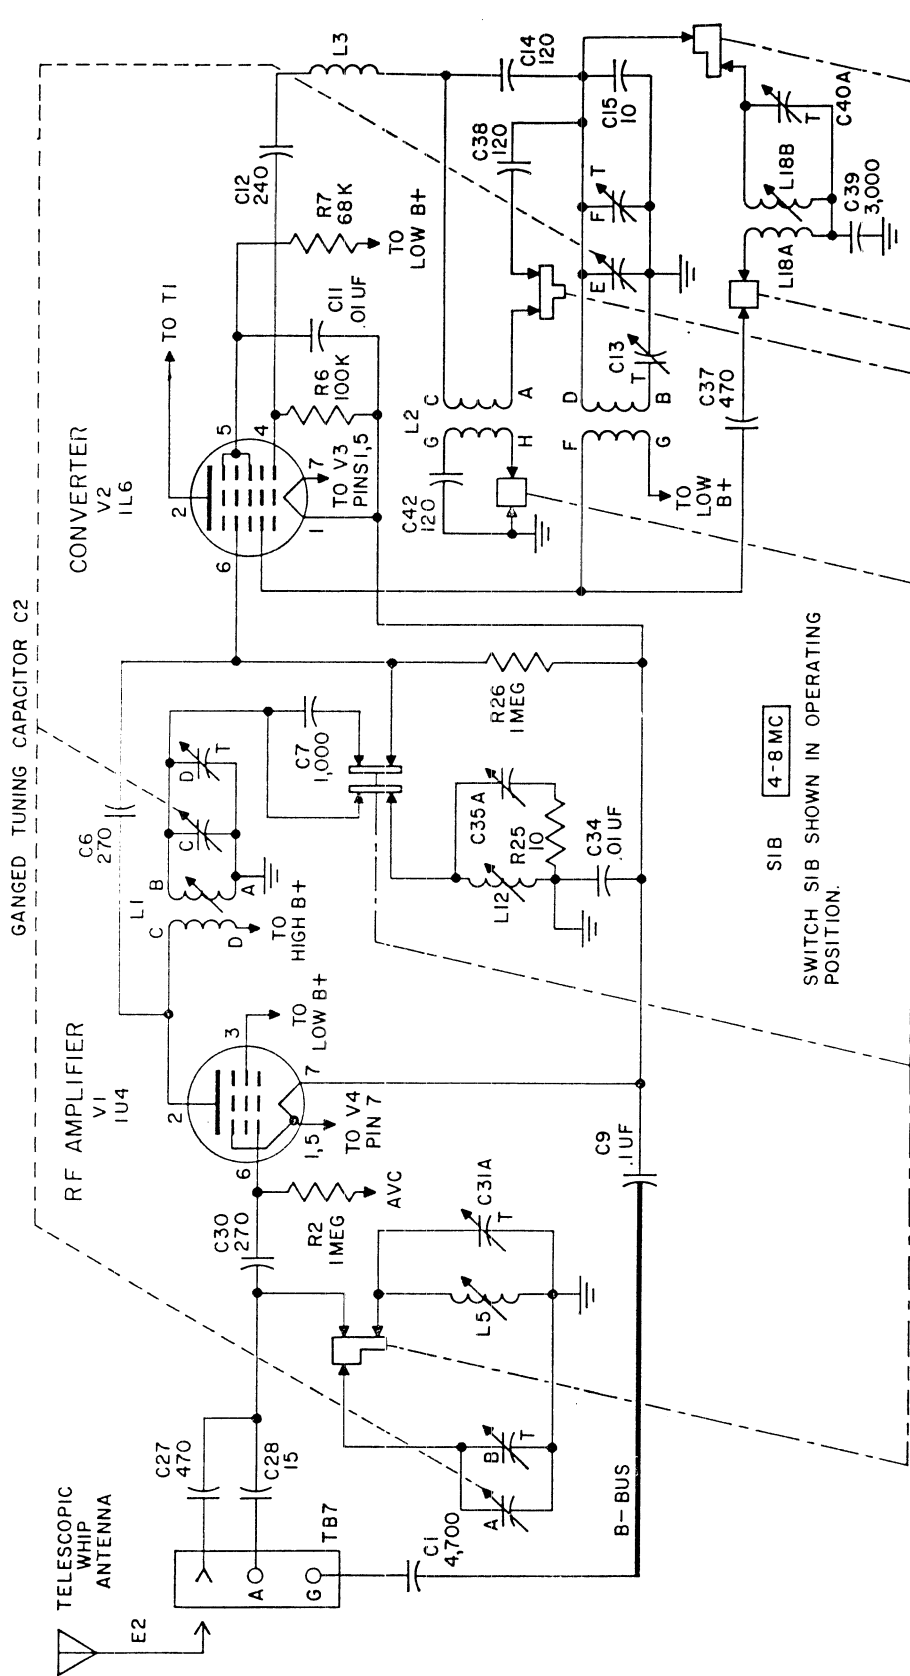 GANGED TUNING CAPACITOR C2
TELESCOPIC
WHIP
ANTENNA
E2
A
G
TB7
C27
470
C28
15
C1
4,700
B- BUS
A
B
T
C30
270
R2
1MEG
AVC
L5
C31A
T
C9
.1UF
RF AMPLIFIER
V1
1U4
2
6
3
1,5
7
TO V4
PIN 7
TO
LOW B+
C6
270
L1
C
B
D
A
TO
HIGH B+
C
D
T
C7
1,000
L12
C35A
R25
10
C34
.01UF
R26
1MEG
CONVERTER
V2
1L6
2
6
5
4
1
7
TO T1
TO V3
PINS 1,5
R6
100K
C11
.01UF
R7
68K
TO
LOW B+
C12
240
L3
C42
120
L2
G
C
H
A
C38
120
C14
120
C15
10
F
D
G
B
TO
LOW
B+
C13
T
E
F
T
C37
470
L18A
L18B
C40A
T
C39
3,000
S1B
4-8MC
SWITCH S1B SHOWN IN OPERATING
POSITION.